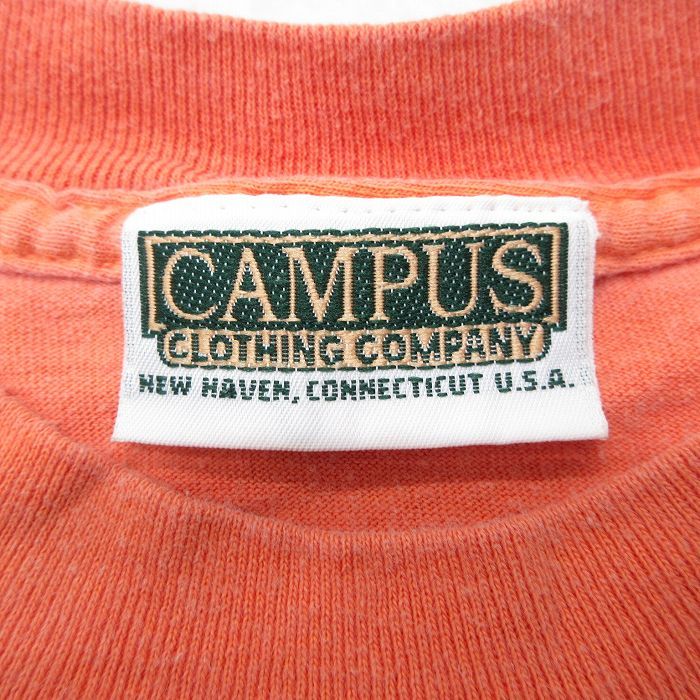 CAMPUS
CLOTHING COMPANY
NEW HAVEN, CONNECTICUT U.S.A.